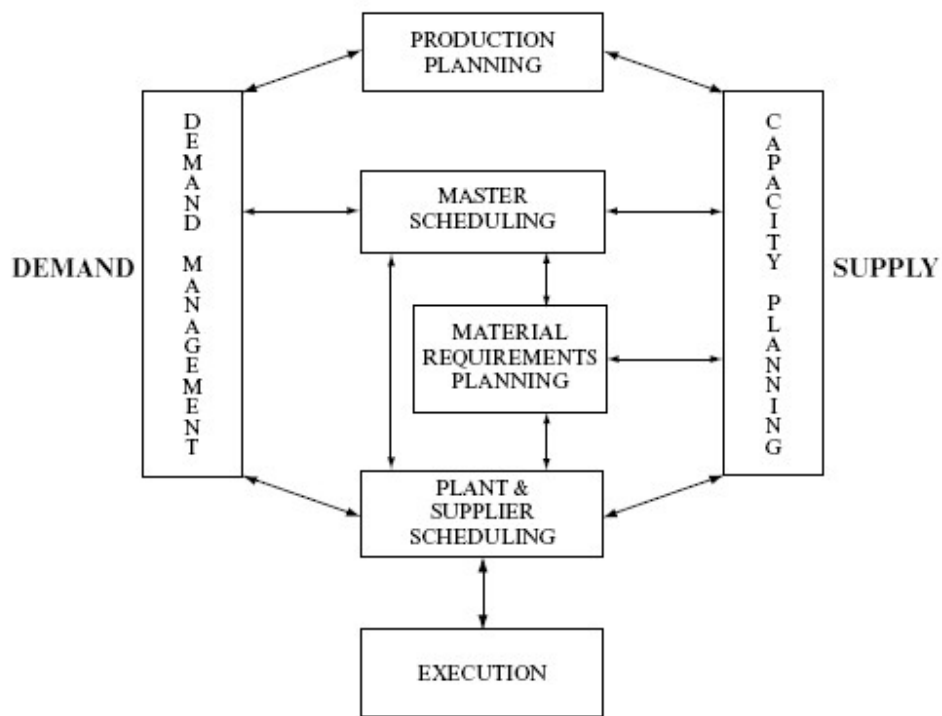 PRODUCTION
PLANNING
DEMAND MANAGEMENT
CAPACITY PLANNING
MASTER
SCHEDULING
DEMAND
SUPPLY
MATERIAL
REQUIREMENTS
PLANNING
PLANT &
SUPPLIER
SCHEDULING
EXECUTION